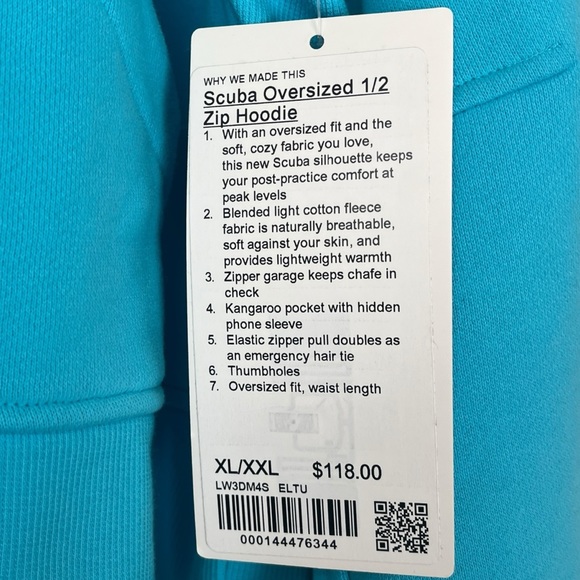 WHY WE MADE THIS
Scuba Oversized 1/2
Zip Hoodie
1. With an oversized fit and the
soft, cozy fabric you love,
this new Scuba silhouette keeps
your post-practice comfort at
peak levels
2. Blended light cotton fleece
fabric is naturally breathable,
soft against your skin, and
provides lightweight warmth
3. Zipper garage keeps chafe in
check
4. Kangaroo pocket with hidden
phone sleeve
5. Elastic zipper pull doubles as
an emergency hair tie
6. Thumbholes
7. Oversized fit, waist length
XL/XXL $118.00
LW3DM4S ELTU
000144476344